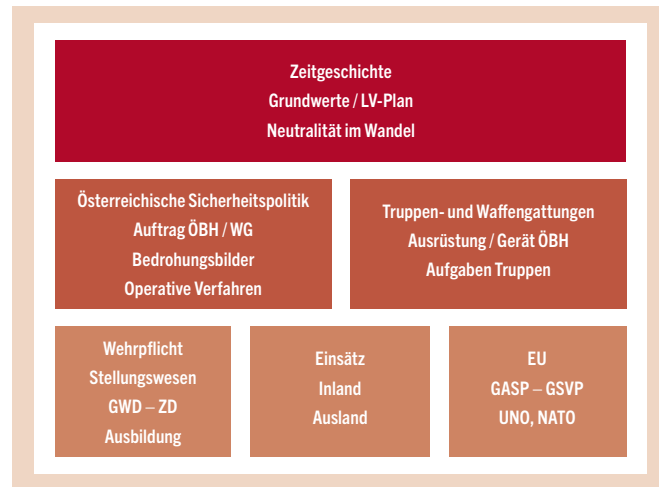 Zeitgeschichte
Grundwerte / LV-Plan
Neutralität im Wandel
Österreichische Sicherheitspolitik
Auftrag ÖBH / WG
Bedrohungsbilder
Operative Verfahren
Truppen- und Waffengattungen
Ausrüstung / Gerät ÖBH
Aufgaben Truppen
Wehrpflicht
Stellungswesen
GWD – ZD
Ausbildung
Einsätz
Inland
Ausland
EU
GASP – GSVP
UNO, NATO